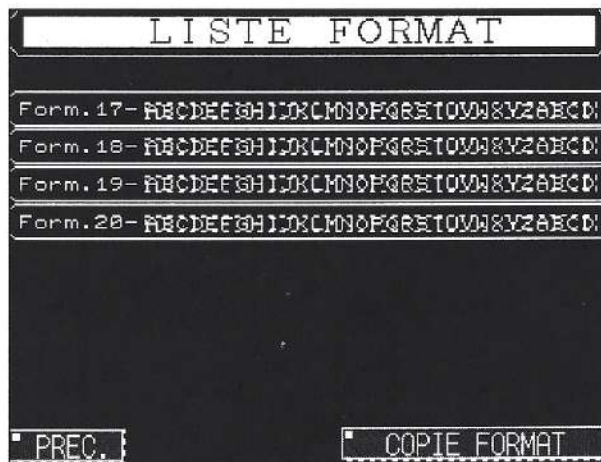 LISTE FORMAT
Form.17-ABCDEFGHIJKLMNOPQRSTUVWXYZABCD
Form.18-ABCDEFGHIJKLMNOPQRSTUVWXYZABCD
Form.19-ABCDEFGHIJKLMNOPQRSTUVWXYZABCD
Form.20-ABCDEFGHIJKLMNOPQRSTUVWXYZABCD
PREC.
COPIE FORMAT